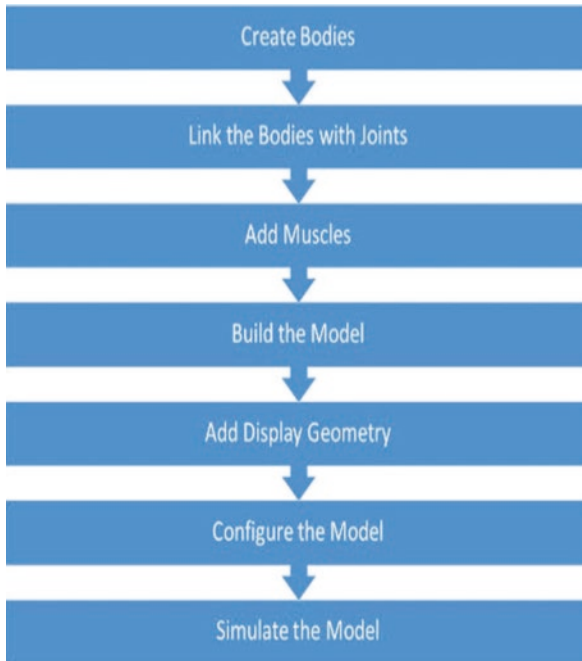 Create Bodies
Link the Bodies with Joints
Add Muscles
Build the Model
Add Display Geometry
Configure the Model
Simulate the Model